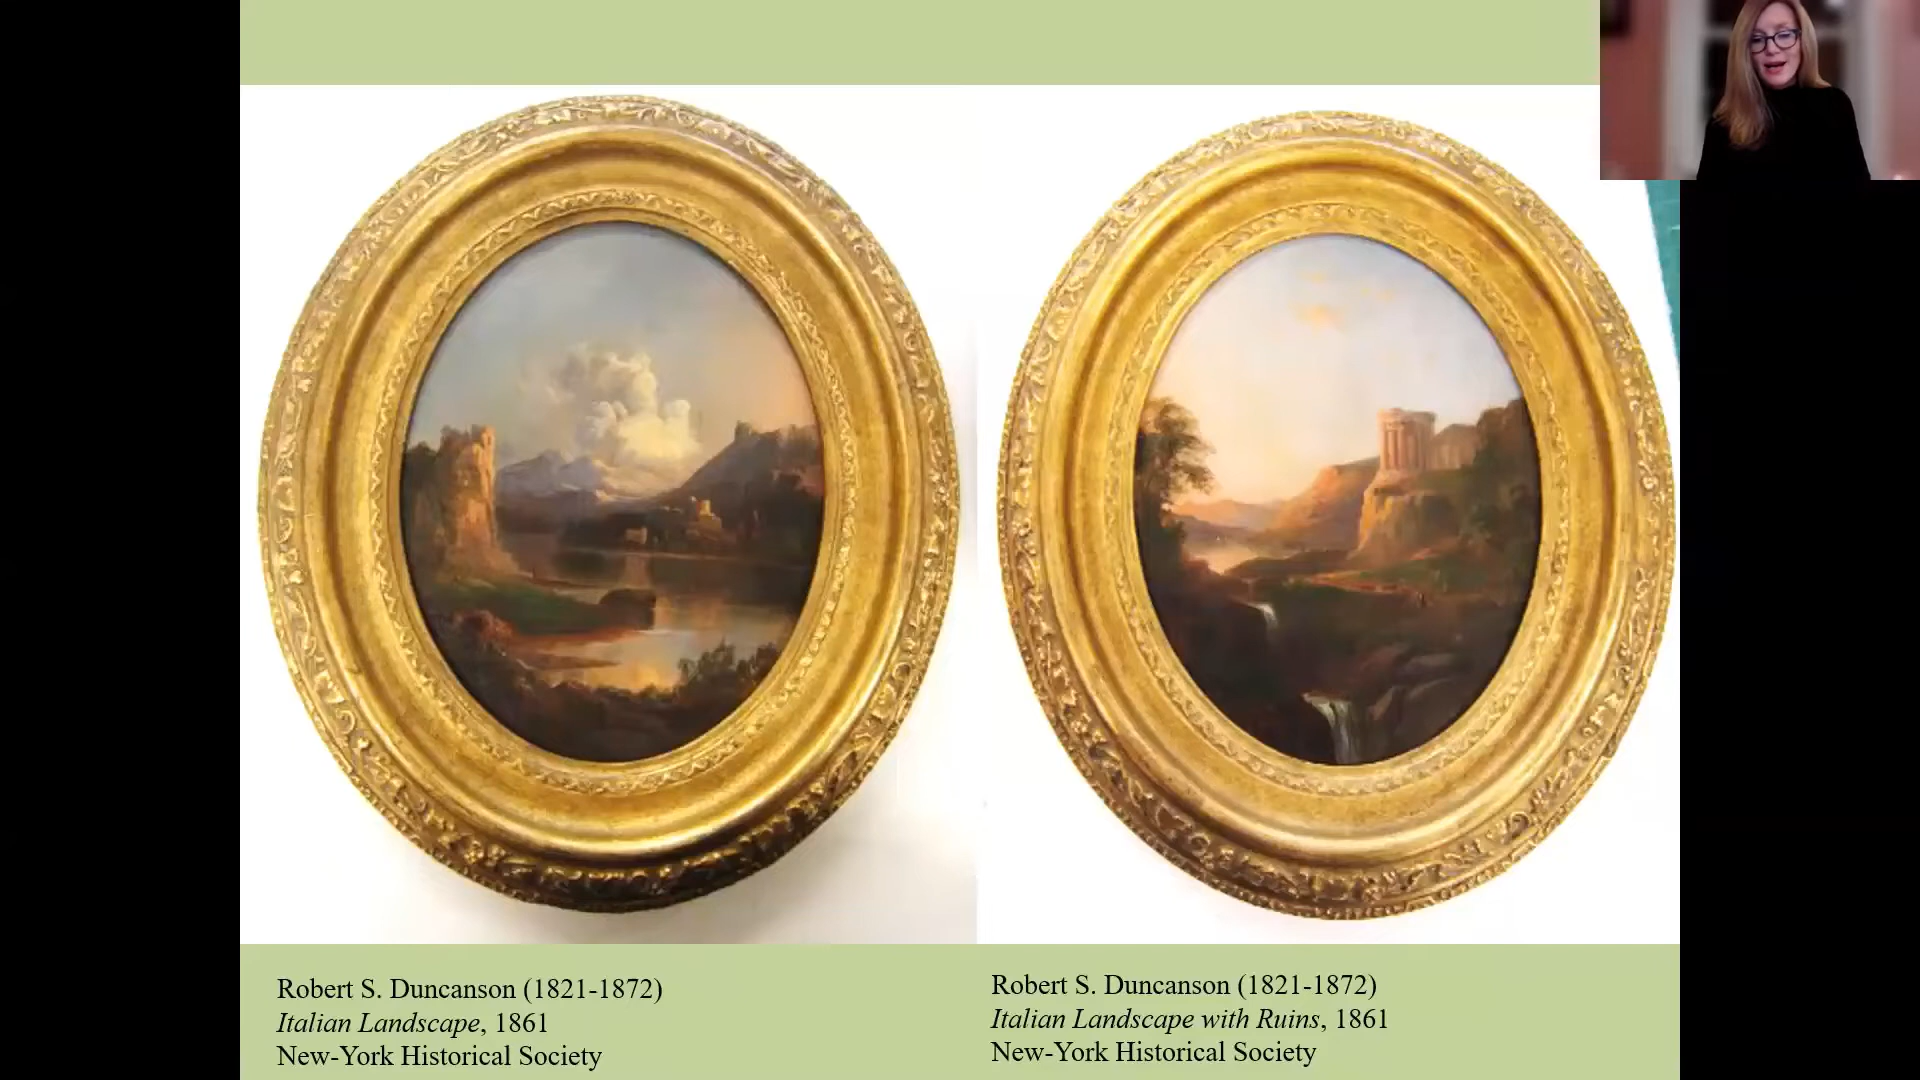 Robert S. Duncanson (1821-1872)
Italian Landscape, 1861
New-York Historical Society
Robert S. Duncanson (1821-1872)
Italian Landscape with Ruins, 1861
New-York Historical Society